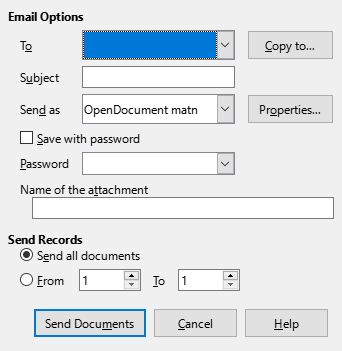 Email Options
To
Copy to...
Subject
Send as OpenDocument matn Properties...
Save with password
Password
Name of the attachment
Send Records
Send all documents
From 1 To 1
Send Documents Cancel Help